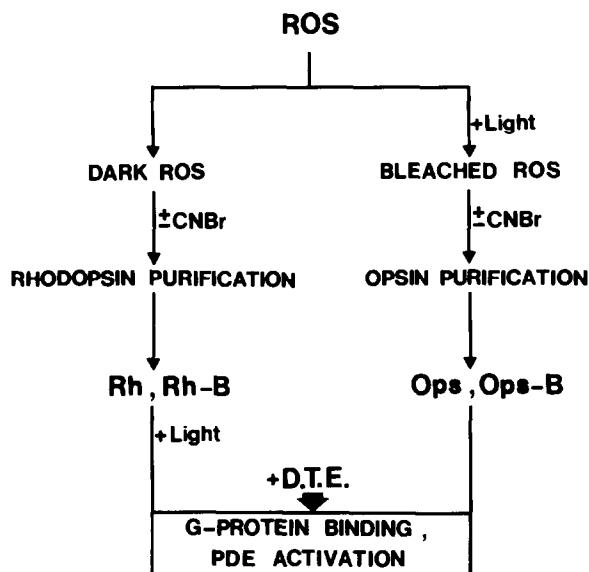 ROS
+Light
DARK ROS
BLEACHED ROS
±CNBr
±CNBr
RHODOPSIN PURIFICATION
OPSIN PURIFICATION
Rh, Rh-B
Ops, Ops-B
+Light
+D.T.E.
G-PROTEIN BINDING,
PDE ACTIVATION